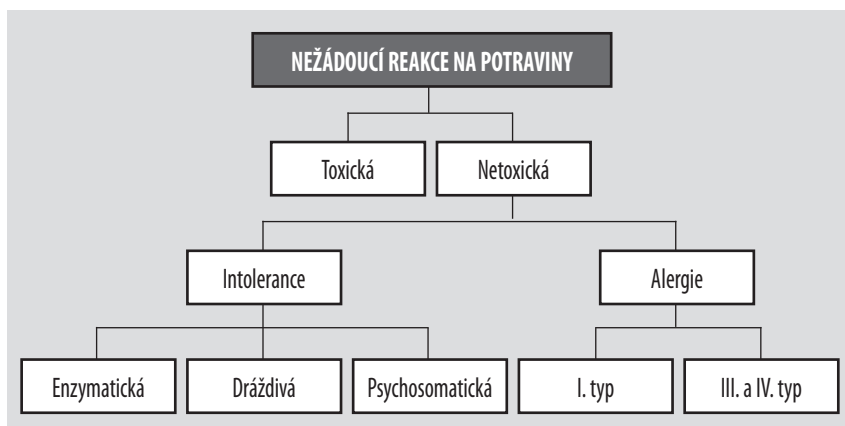 NEŽÁDOUCÍ REAKCE NA POTRAVINY
Toxická
Netoxická
Intolerance
Alergie
Enzymatická
Dráždivá
Psychosomatická
I. typ
III. a IV. typ